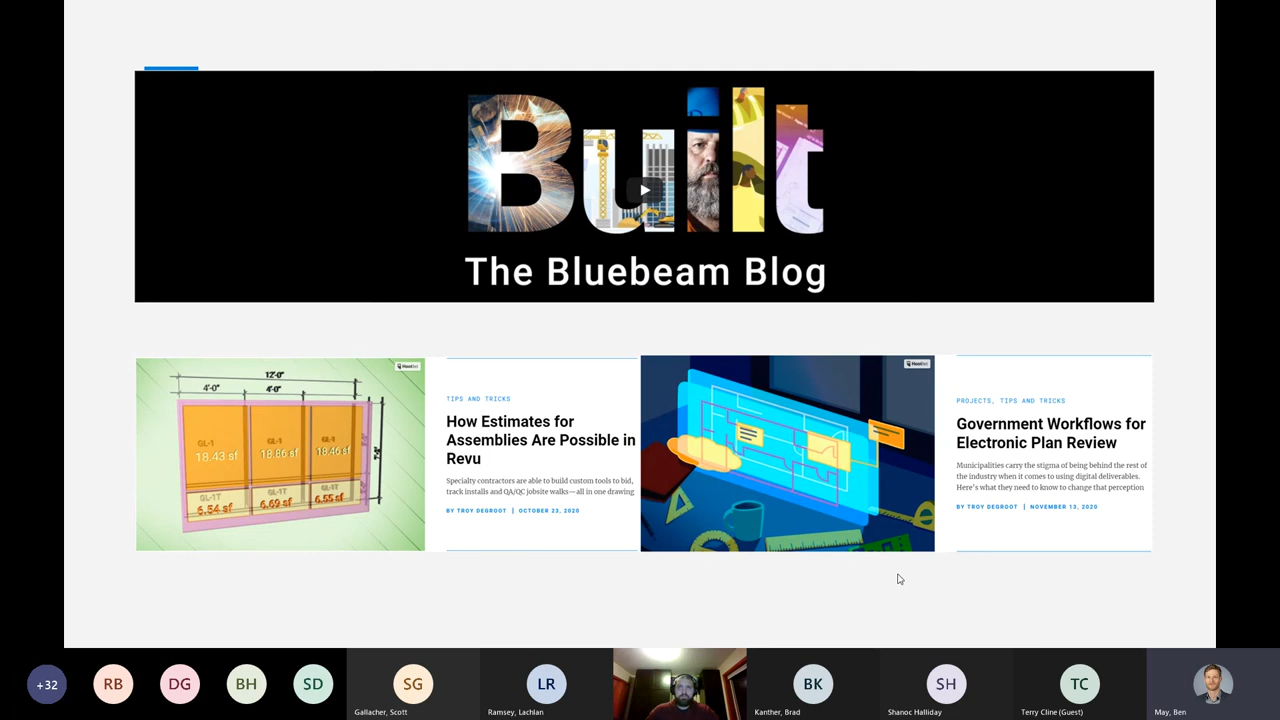 Built
The Bluebeam Blog
12'-0"
4'-0" 4'-0"
GL-1 GL-1 GL-1
18.43 sf 18.86 sf 18.46 sf
GL-1T GL-1T GL-1T
6.54 sf 6.69 sf 6.55 sf
TIPS AND TRICKS
How Estimates for
Assemblies Are Possible in
Revu
Specialty contractors are able to build custom tools to bid,
track installs and QA/QC jobsite walks—all in one drawing
BY TROY DEGROOT | OCTOBER 23, 2020
PROJECTS, TIPS AND TRICKS
Government Workflows for
Electronic Plan Review
Municipalities carry the stigma of being behind the rest of
the industry when it comes to using digital deliverables.
Here's what they need to know to change that perception
BY TROY DEGROOT | NOVEMBER 13, 2020
+32 RB DG BH SD SG LR BK SH TC
Gallacher, Scott Ramsey, Lachlan Kanther, Brad Shanoc Halliday Terry Cline (Guest) May, Ben